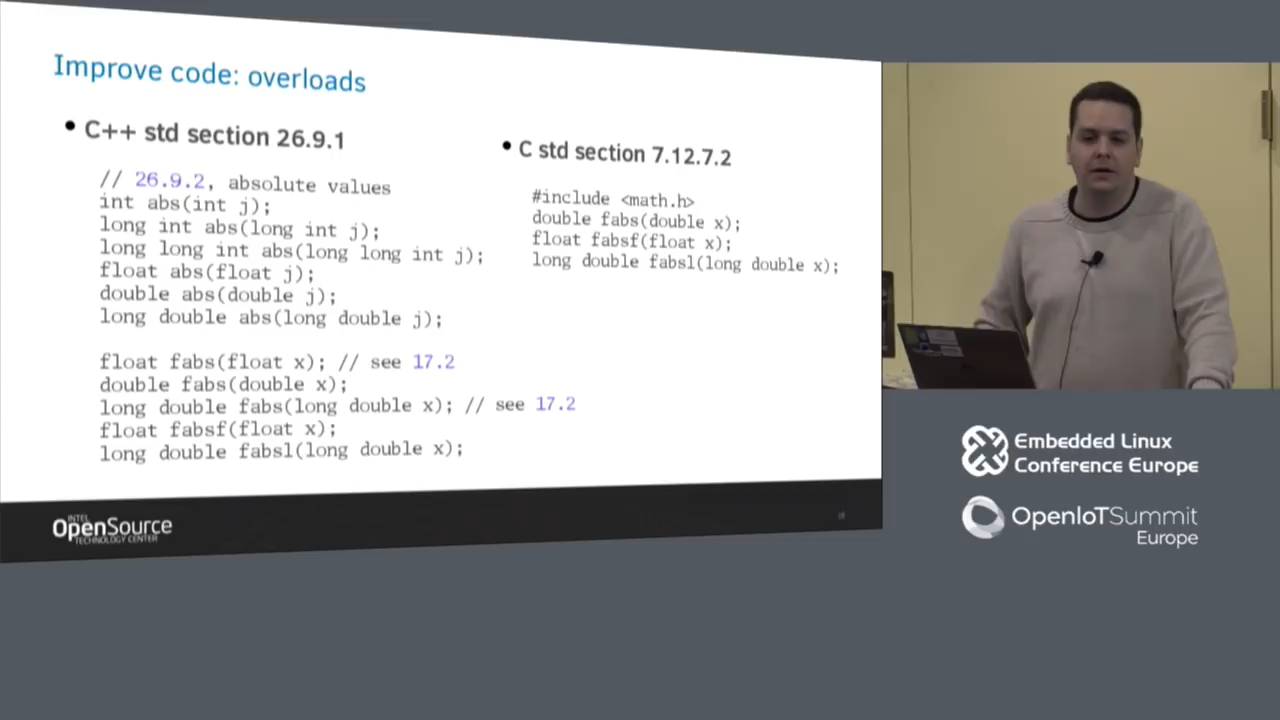 Improve code: overloads
• C++ std section 26.9.1
// 26.9.2, absolute values
int abs(int j);
long int abs(long int j);
long long int abs(long long int j);
float abs(float j);
double abs(double j);
long double abs(long double j);
float fabs(float x); // see 17.2
double fabs(double x);
long double fabs(long double x); // see 17.2
float fabsf(float x);
long double fabsl(long double x);
• C std section 7.12.7.2
#include <math.h>
double fabs(double x);
float fabsf(float x);
long double fabsl(long double x);
INTEL
OpenSource
TECHNOLOGY CENTER
Embedded Linux
Conference Europe
OpenIoTSummit
Europe